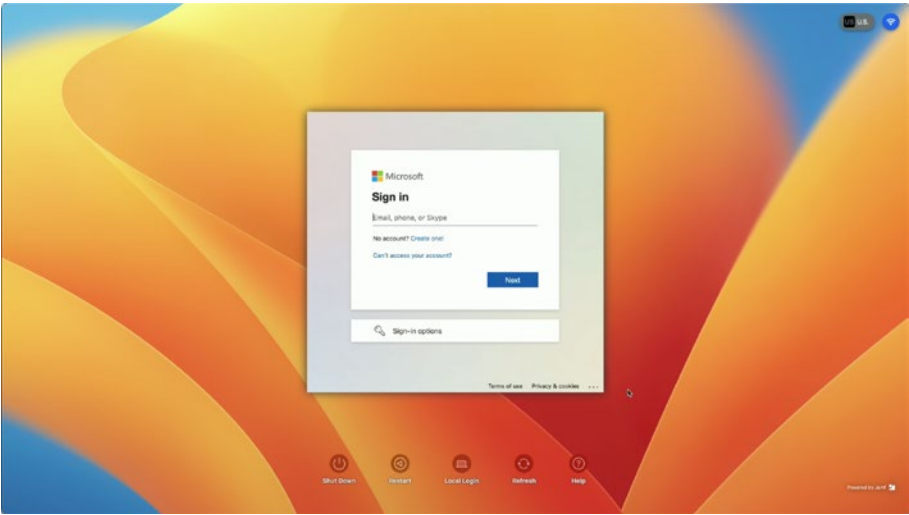 US U.S.
Microsoft
Sign in
Email, phone, or Skype
No account? Create one!
Can't access your account?
Next
Sign-in options
Terms of use Privacy & cookies ...
Shut Down Restart Local Login Refresh Help
Powered by Jamf